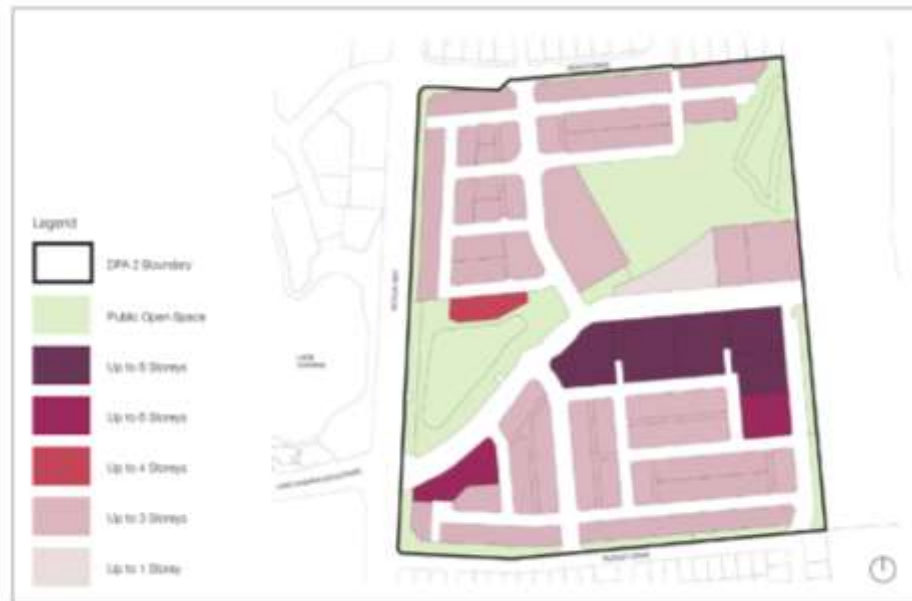 Legend
DPA 2 Boundary
Public Open Space
Up to 8 Storeys
Up to 6 Storeys
Up to 4 Storeys
Up to 3 Storeys
Up to 1 Storey